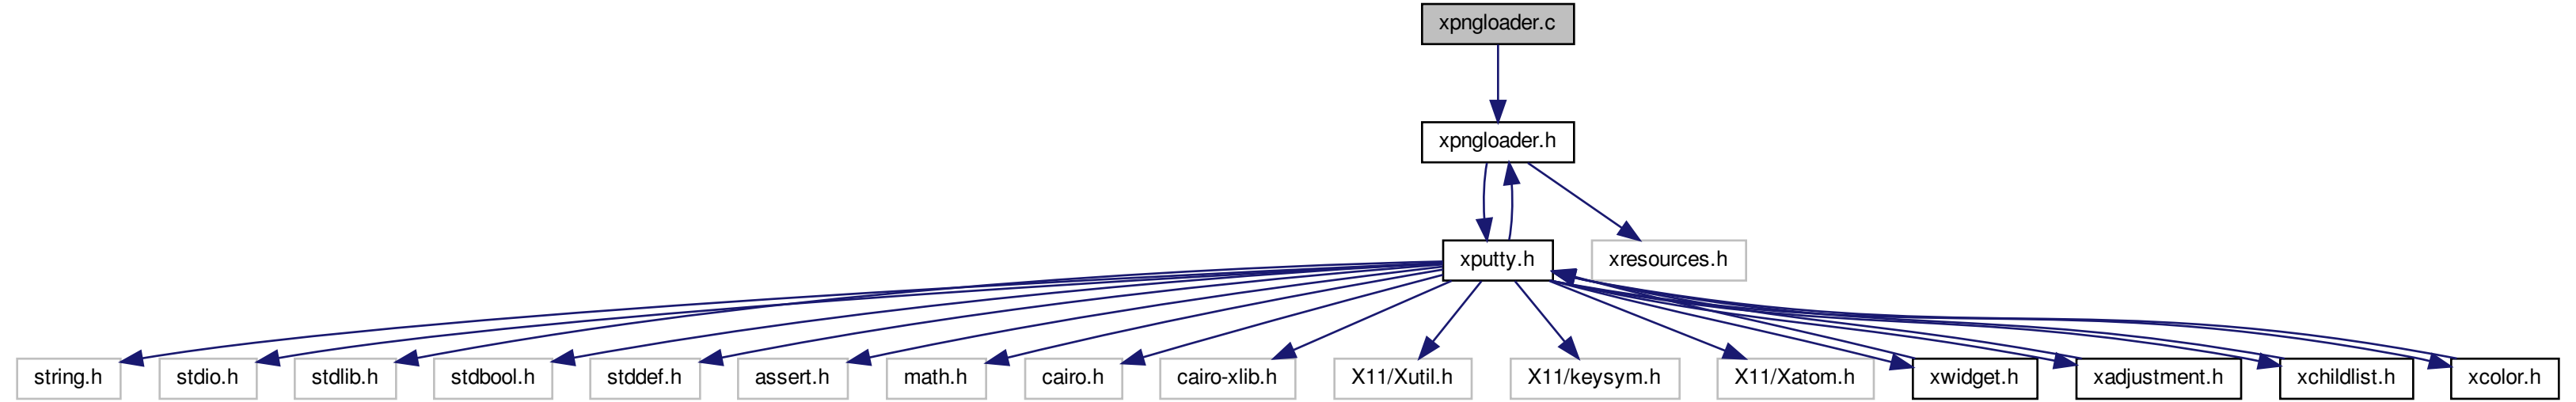 xpngloader.c
xpngloader.h
xputty.h
xresources.h
string.h
stdio.h
stdlib.h
stdbool.h
stddef.h
assert.h
math.h
cairo.h
cairo-xlib.h
X11/Xutil.h
X11/keysym.h
X11/Xatom.h
xwidget.h
xadjustment.h
xchildlist.h
xcolor.h